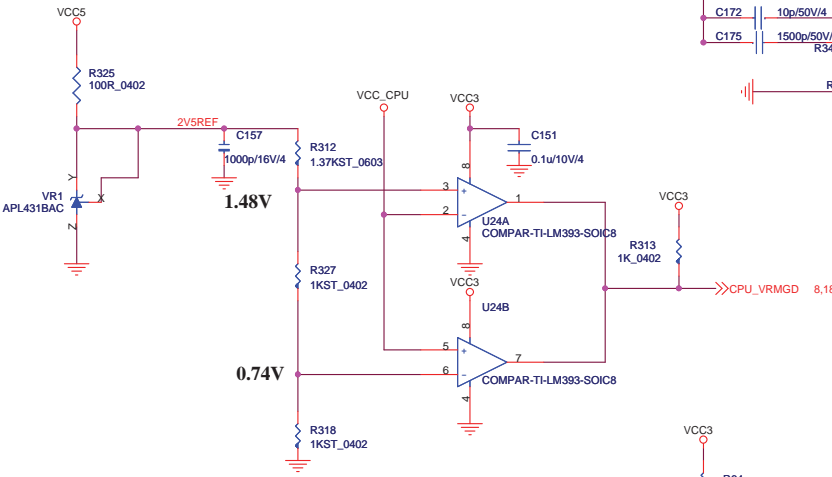 VCC5
C172
10p/50V/4
C175
1500p/50V/
R34
R325
100R_0402
VCC_CPU
VCC3
R
2V5REF
C157
1000p/16V/4
R312
1.37KST_0603
C151
0.1u/10V/4
8
Y
X
VR1
APL431BAC
Z
1.48V
3
+
1
2
-
U24A
COMPAR-TI-LM393-SOIC8
4
VCC3
R313
1K_0402
R327
1KST_0402
VCC3
U24B
CPU_VRMGD
8,18
8
5
+
7
0.74V
6
-
COMPAR-TI-LM393-SOIC8
4
R318
1KST_0402
VCC3